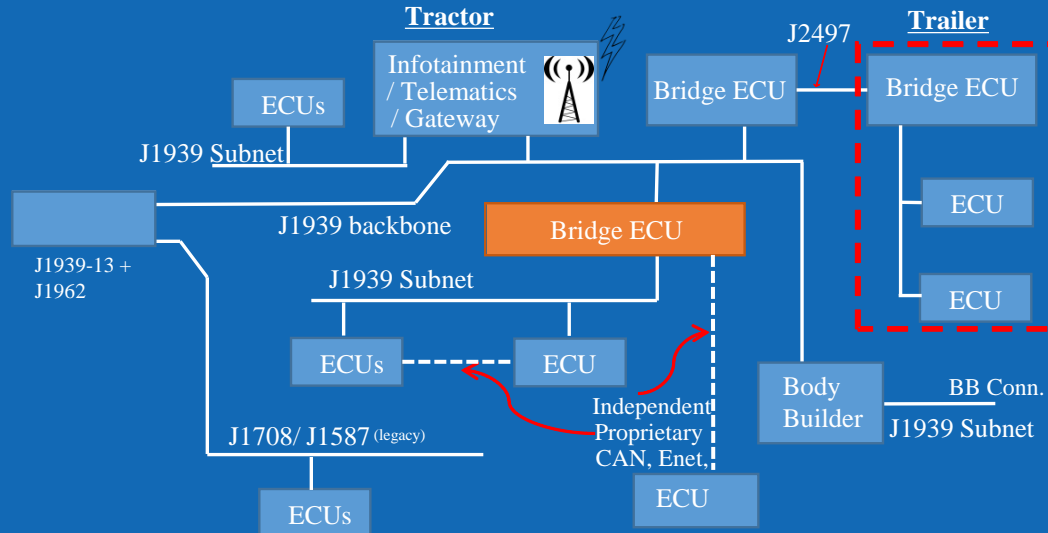 Tractor
Trailer
J2497
Infotainment
/ Telematics
/ Gateway
ECUs
Bridge ECU
Bridge ECU
J1939 Subnet
ECU
J1939 backbone
Bridge ECU
J1939-13 +
J1962
J1939 Subnet
ECU
ECUs
ECU
Body
Builder
BB Conn.
J1939 Subnet
Independent
Proprietary
CAN, Enet,
J1708/ J1587 (legacy)
ECU
ECUs